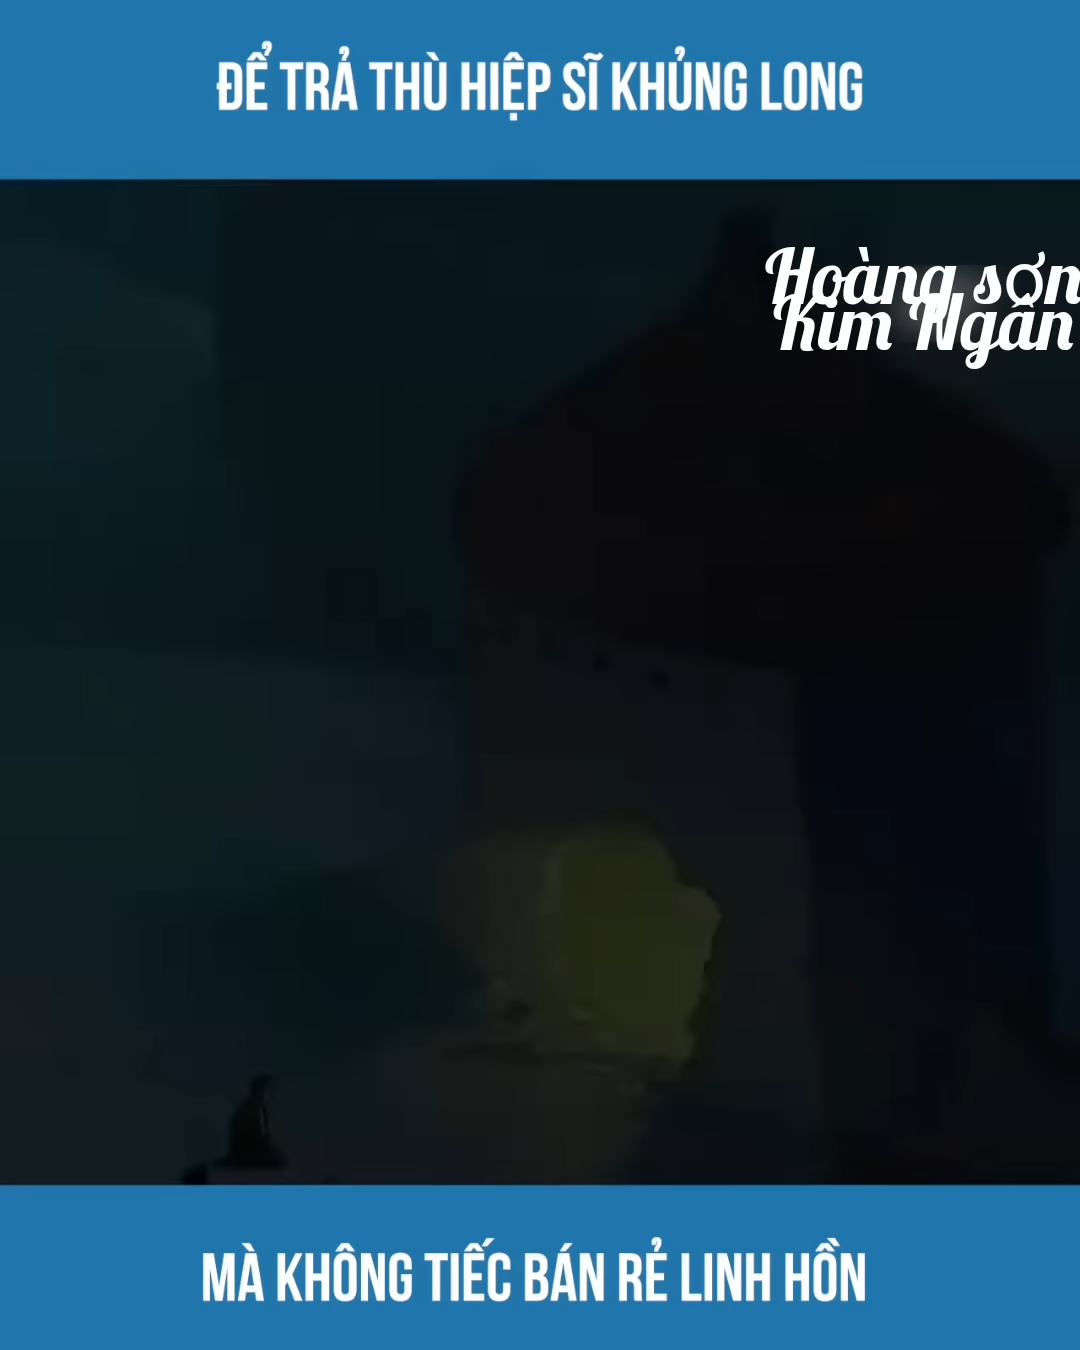 ĐỂ TRẢ THÙ HIỆP SĨ KHỦNG LONG
Hoàng sơn
Kim Ngân
MÀ KHÔNG TIẾC BÁN RẺ LINH HỒN